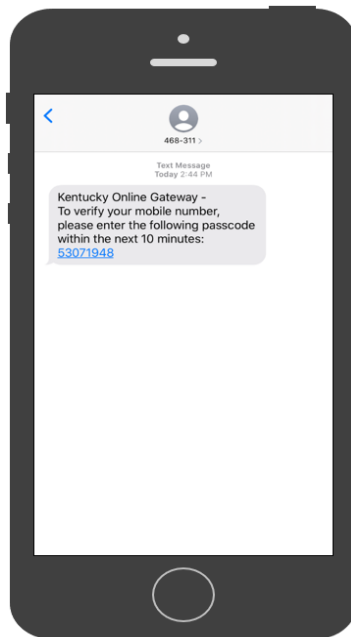 468-311 >
Text Message
Today 2:44 PM
Kentucky Online Gateway -
To verify your mobile number,
please enter the following passcode
within the next 10 minutes:
53071948